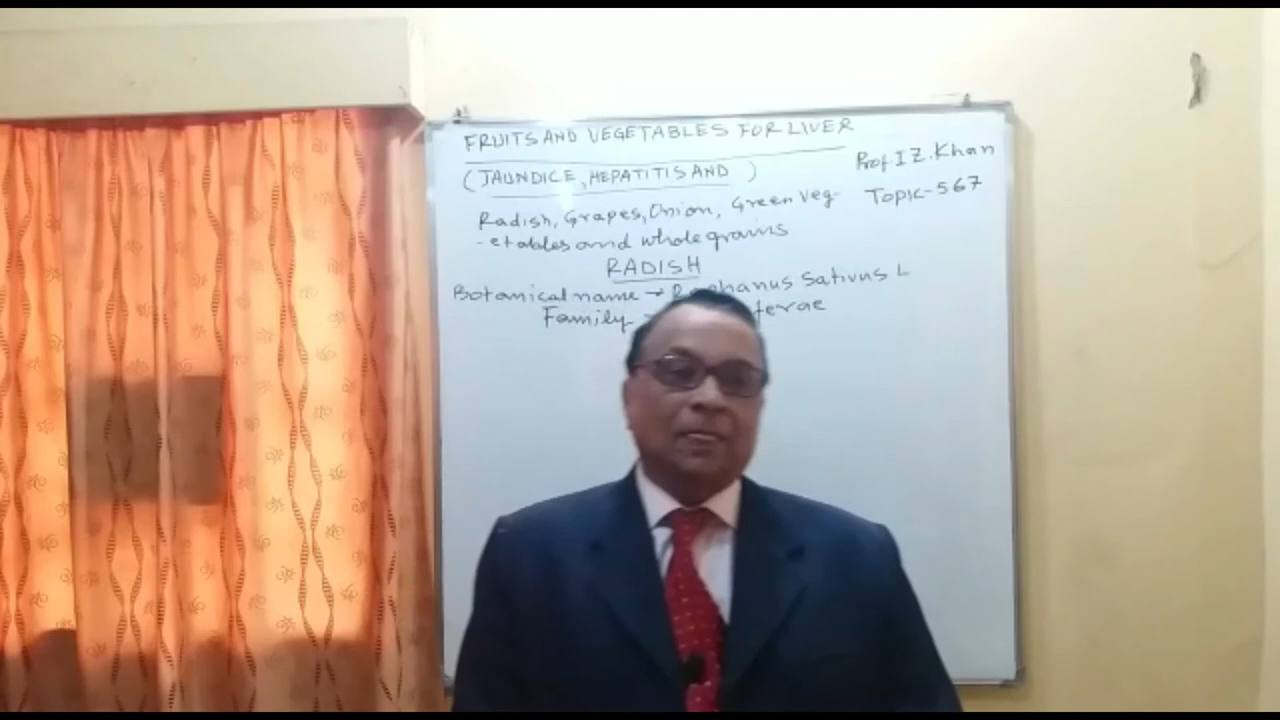 FRUITS AND VEGETABLES FOR LIVER
(JAUNDICE, HEPATITIS AND )
Prof I Z. Khan
Topic-567
Radish, Grapes, Onion, Green Veg-
-etables and whole grains
RADISH
Botanical name → Sativus L
Family